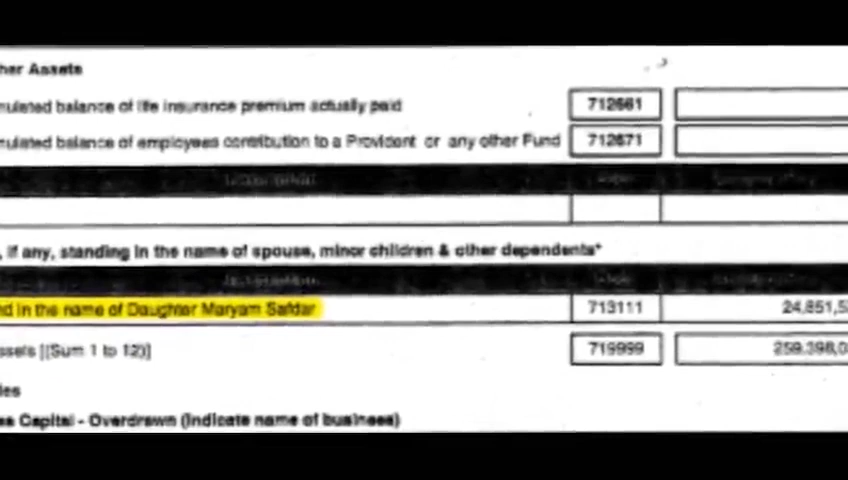 her Assets
mulated balance of life insurance premium actually paid 712661
mulated balance of employees contribution to a Provident or any other Fund 712671
, if any, standing in the name of spouse, minor children & other dependents*
nd in the name of Daughter Maryam Safdar 713111 24,851,5
ssets [(Sum 1 to 12)] 719999 259,398,0
ies
ss Capital - Overdrawn (Indicate name of business)